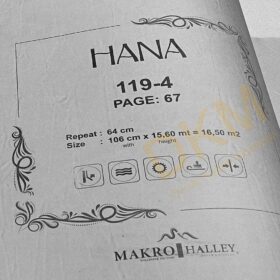 HANA
119-4
PAGE: 67
Repeat : 64 cm
Size : 106 cm x 15,60 mt = 16,50 m2
with height
MAKRO HALLEY